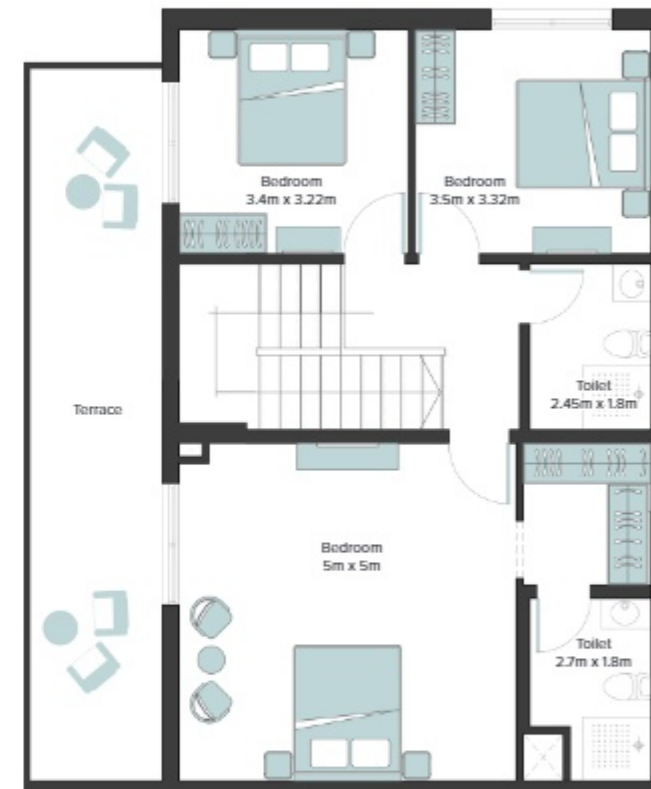 Bedroom
3.4m x 3.22m
Bedroom
3.5m x 3.32m
Toilet
2.45m x 1.8m
Terrace
Bedroom
5m x 5m
Toilet
2.7m x 1.8m